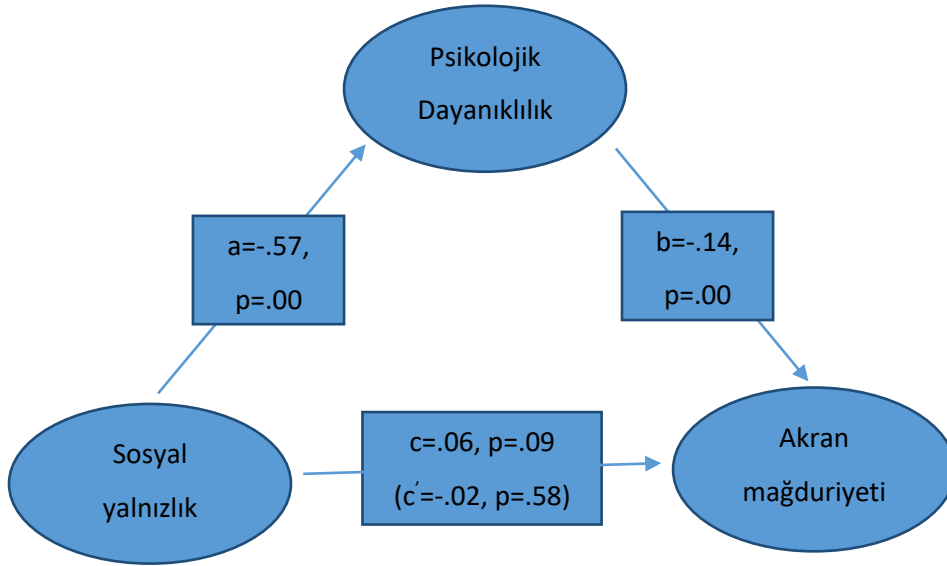 Psikolojik
Dayanıklılık
a=-.57,
p=.00
b=-.14,
p=.00
Sosyal
yalnızlık
c=.06, p=.09
(c′=-.02, p=.58)
Akran
mağduriyeti